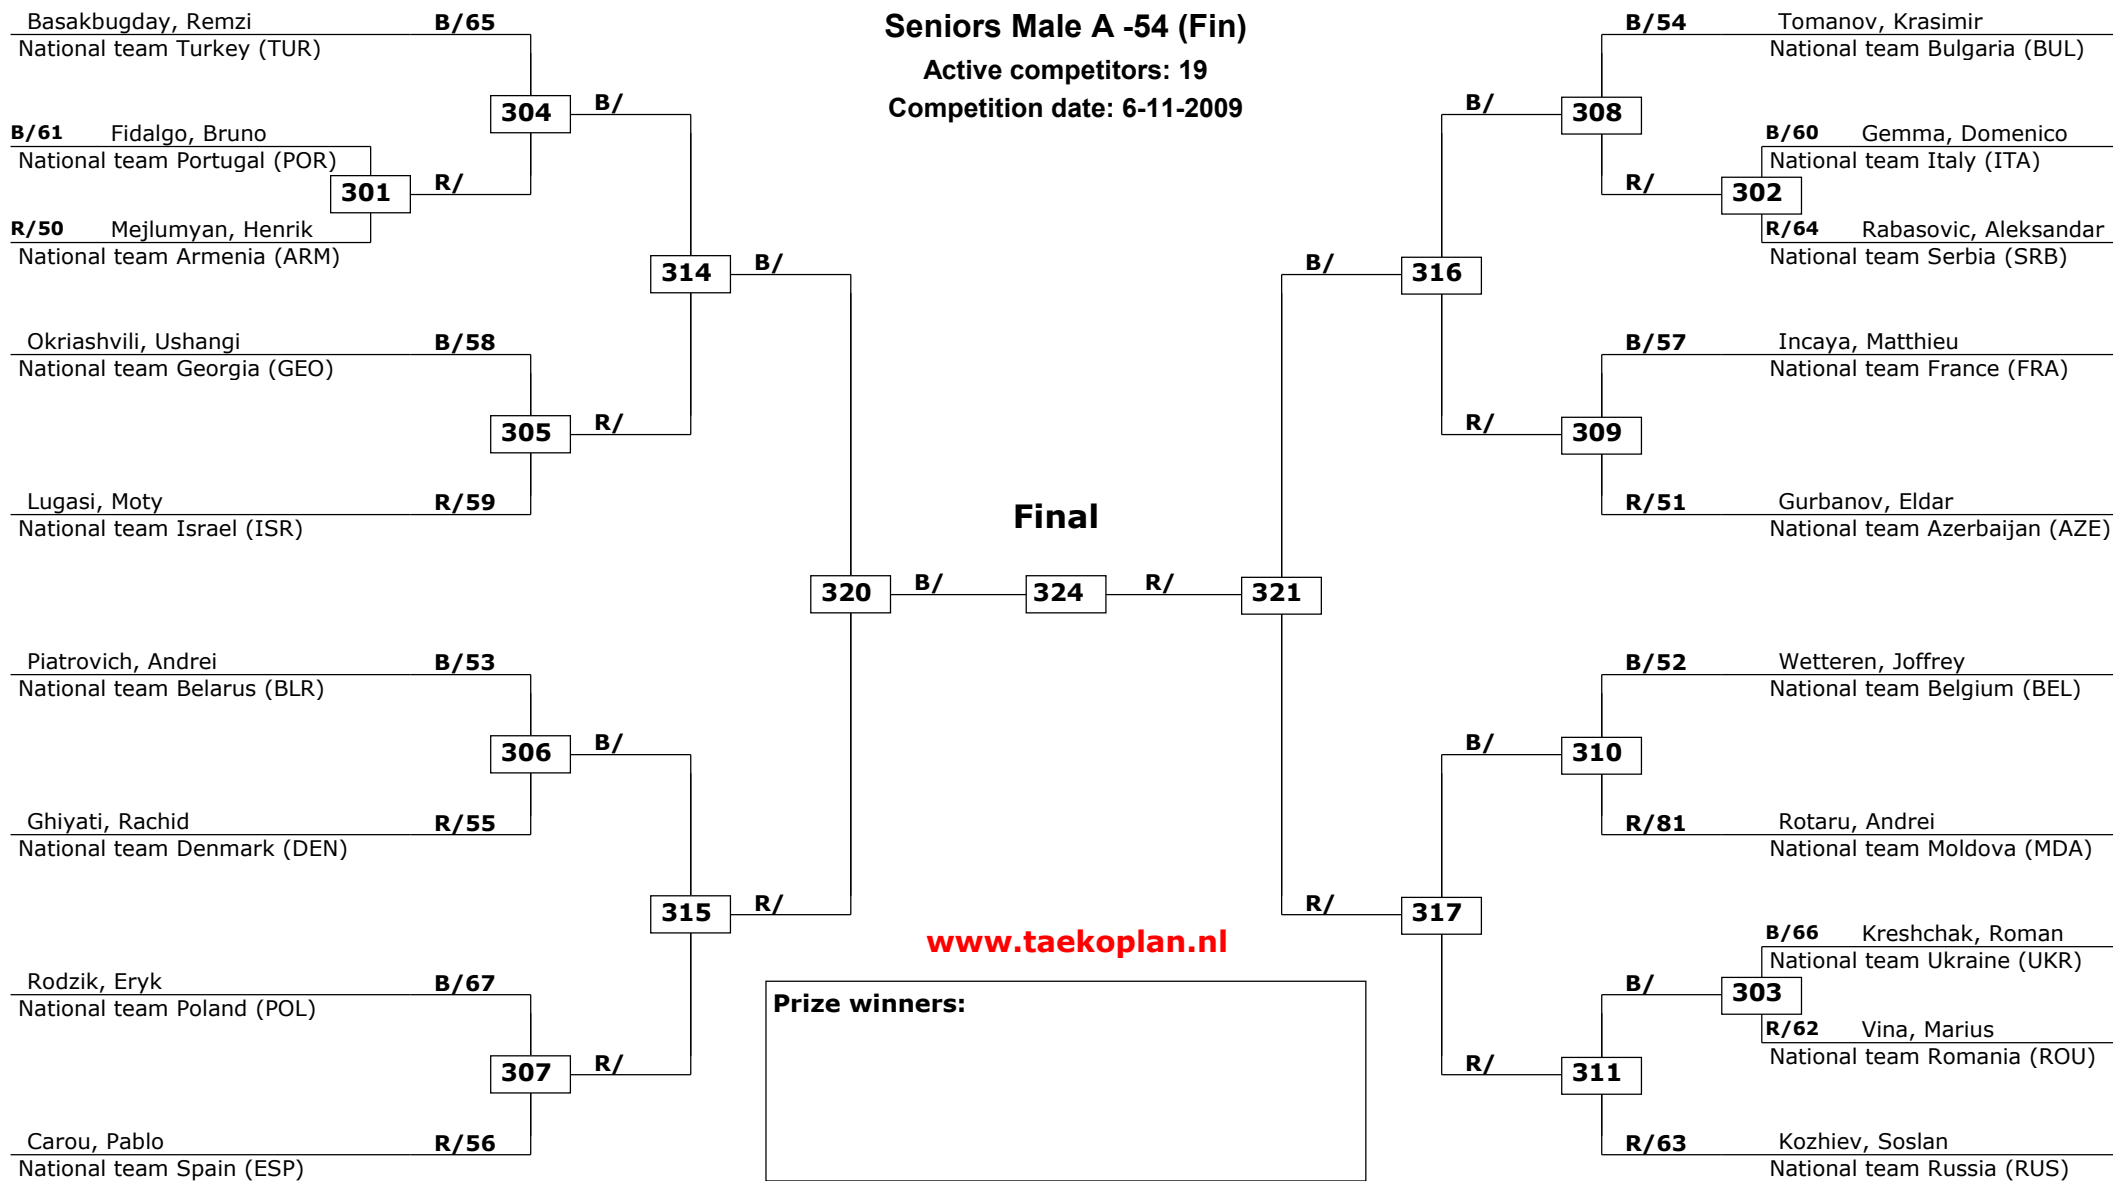 Seniors Male A -54 (Fin)
Active competitors: 19
Competition date: 6-11-2009
Basakbugday, Remzi B/65
National team Turkey (TUR)
304 B/
B/61 Fidalgo, Bruno
National team Portugal (POR)
301 R/
R/50 Mejlumyan, Henrik
National team Armenia (ARM)
314 B/
Okriashvili, Ushangi B/58
National team Georgia (GEO)
305 R/
Lugasi, Moty R/59
National team Israel (ISR)
320 B/
Piatrovich, Andrei B/53
National team Belarus (BLR)
306 B/
Ghiyati, Rachid R/55
National team Denmark (DEN)
315 R/
Rodzik, Eryk B/67
National team Poland (POL)
307 R/
Carou, Pablo R/56
National team Spain (ESP)
Final
324
www.taekoplan.nl
Prize winners:
B/54 Tomanov, Krasimir
National team Bulgaria (BUL)
B/ 308
B/60 Gemma, Domenico
National team Italy (ITA)
R/ 302
R/64 Rabasovic, Aleksandar
National team Serbia (SRB)
B/ 316
B/57 Incaya, Matthieu
National team France (FRA)
R/ 309
R/51 Gurbanov, Eldar
National team Azerbaijan (AZE)
R/ 321
B/52 Wetteren, Joffrey
National team Belgium (BEL)
B/ 310
R/81 Rotaru, Andrei
National team Moldova (MDA)
R/ 317
B/66 Kreshchak, Roman
National team Ukraine (UKR)
B/ 303
R/62 Vina, Marius
National team Romania (ROU)
R/ 311
R/63 Kozhiev, Soslan
National team Russia (RUS)